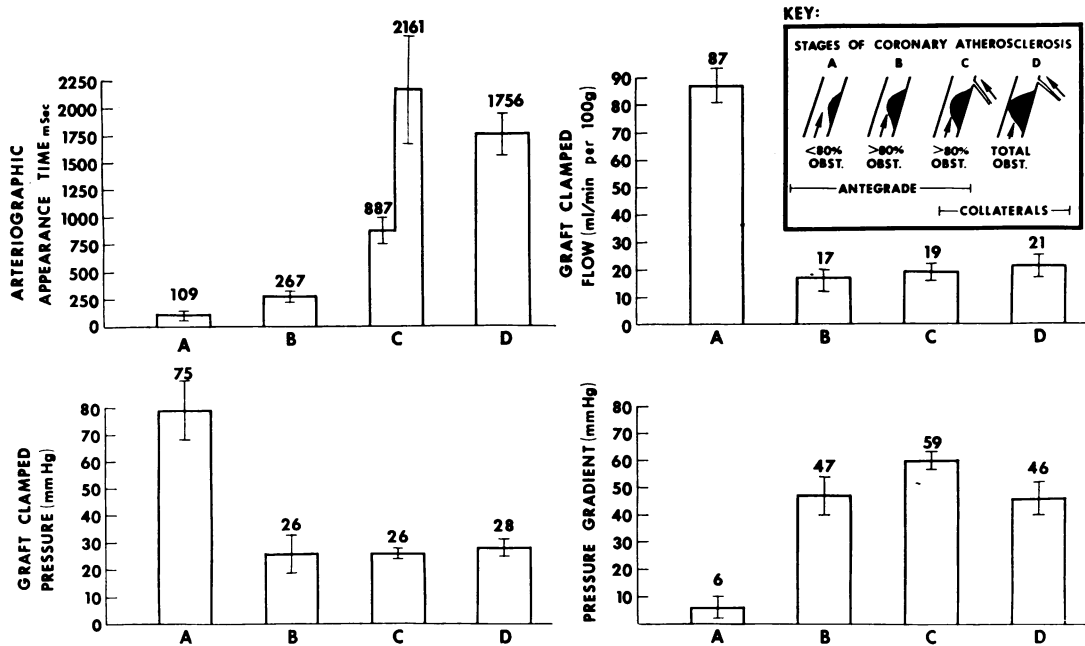 ARTERIOGRAPHIC
APPEARANCE TIME mSec
2250
2000
1750
1500
1250
1000
750
500
250
0
109
267
887
2161
1756
A
B
C
D
GRAFT CLAMPED
FLOW (ml/min per 100g)
90
80
70
60
50
40
30
20
10
0
87
17
19
21
A
B
C
D
KEY:
STAGES OF CORONARY ATHEROSCLEROSIS
A B C D
<80% >80% >80% TOTAL
OBST. OBST. OBST. OBST.
ANTEGRADE
COLLATERALS
GRAFT CLAMPED
PRESSURE (mm Hg)
80
70
60
50
40
30
20
10
0
75
26
26
28
A
B
C
D
PRESSURE GRADIENT (mmHg)
80
70
60
50
40
30
20
10
6
47
59
46
A
B
C
D